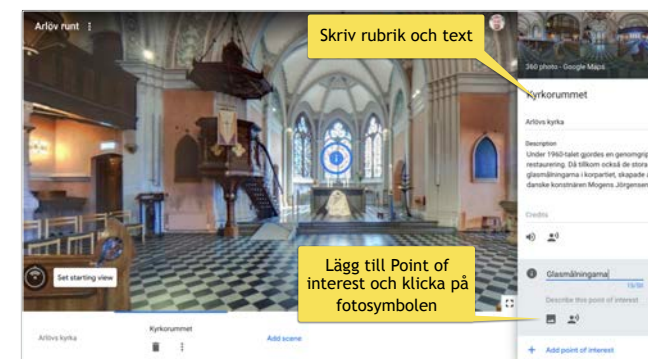 Arlöv runt
Skriv rubrik och text
360 photo - Google Maps
Kyrkorummet
Arlövs kyrka
Description
Under 1960-talet gjordes en genomgrip
restaurering. Då tillkom också de stora
glasmålningarna i korpartiet, skapade a
danske konstnären Mogens Jörgensen
Credits
Lägg till Point of
interest och klicka på
fotosymbolen
Set starting view
Glasmålningarna
15/50
Describe this point of interest
Arlövs kyrka
Kyrkorummet
Add scene
Add point of interest